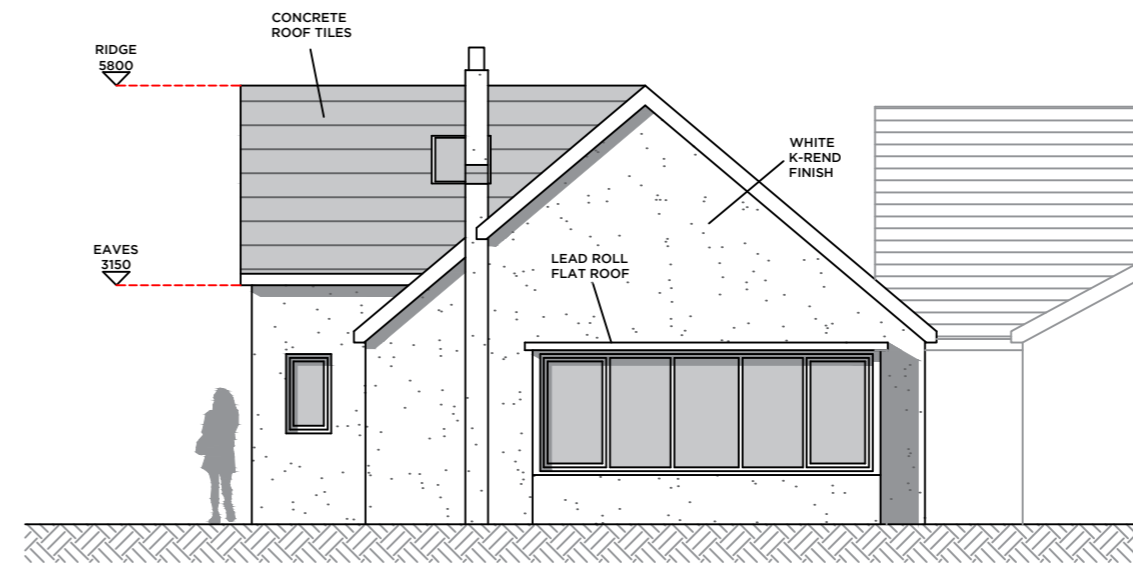 CONCRETE
ROOF TILES
RIDGE
5800
WHITE
K-REND
FINISH
EAVES
3150
LEAD ROLL
FLAT ROOF